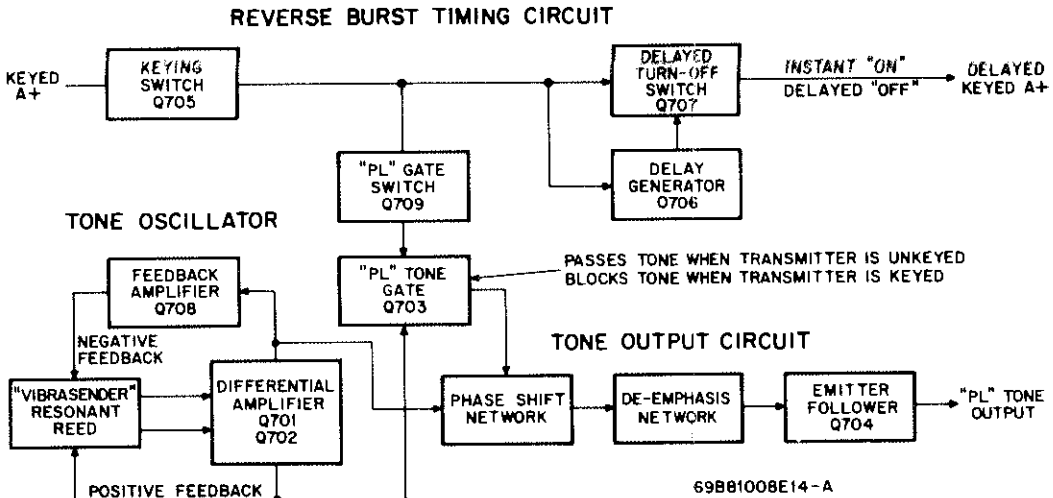 REVERSE BURST TIMING CIRCUIT
KEYED
A+
KEYING
SWITCH
Q705
DELAYED
TURN-OFF
SWITCH
Q707
INSTANT "ON"
DELAYED "OFF"
DELAYED
KEYED A+
"PL" GATE
SWITCH
Q709
DELAY
GENERATOR
Q706
TONE OSCILLATOR
FEEDBACK
AMPLIFIER
Q708
"PL" TONE
GATE
Q703
PASSES TONE WHEN TRANSMITTER IS UNKEYED
BLOCKS TONE WHEN TRANSMITTER IS KEYED
NEGATIVE
FEEDBACK
TONE OUTPUT CIRCUIT
"VIBRASENDER"
RESONANT
REED
DIFFERENTIAL
AMPLIFIER
Q701
Q702
PHASE SHIFT
NETWORK
DE-EMPHASIS
NETWORK
EMITTER
FOLLOWER
Q704
"PL" TONE
OUTPUT
POSITIVE FEEDBACK
69B81008E14-A